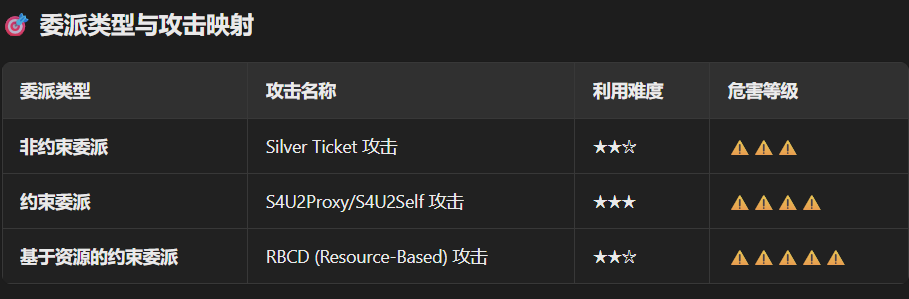 🎯 委派类型与攻击映射
委派类型 攻击名称 利用难度 危害等级
非约束委派 Silver Ticket 攻击 ★★☆ ⚠️⚠️⚠️
约束委派 S4U2Proxy/S4U2Self 攻击 ★★★ ⚠️⚠️⚠️⚠️
基于资源的约束委派 RBCD (Resource-Based) 攻击 ★★☆ ⚠️⚠️⚠️⚠️⚠️